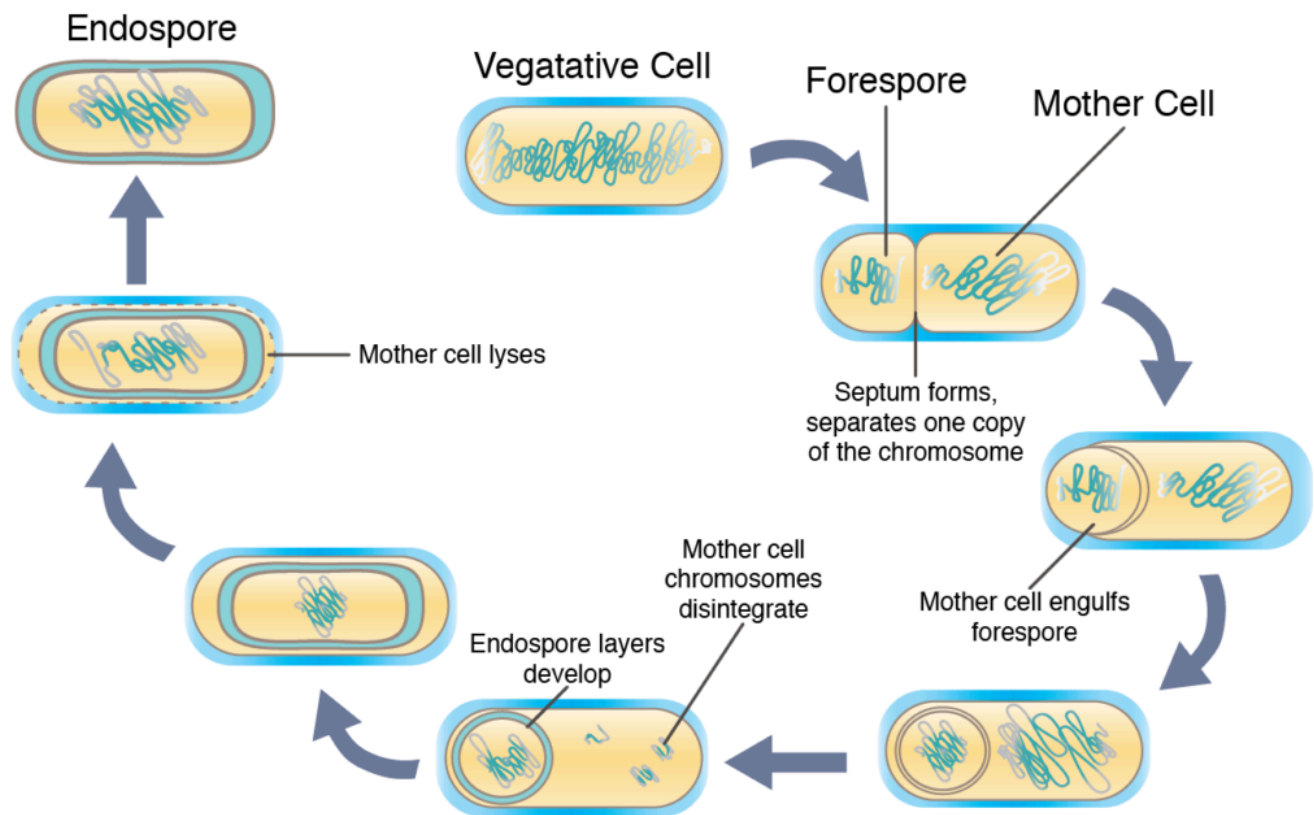 Endospore
Vegatative Cell
Forespore
Mother Cell
Mother cell lyses
Septum forms,
separates one copy
of the chromosome
Mother cell engulfs
forespore
Mother cell
chromosomes
disintegrate
Endospore layers
develop